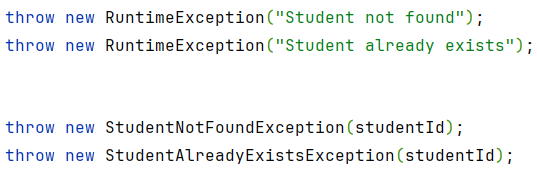 throw new RuntimeException("Student not found");
throw new RuntimeException("Student already exists");
throw new StudentNotFoundException(studentId);
throw new StudentAlreadyExistsException(studentId);